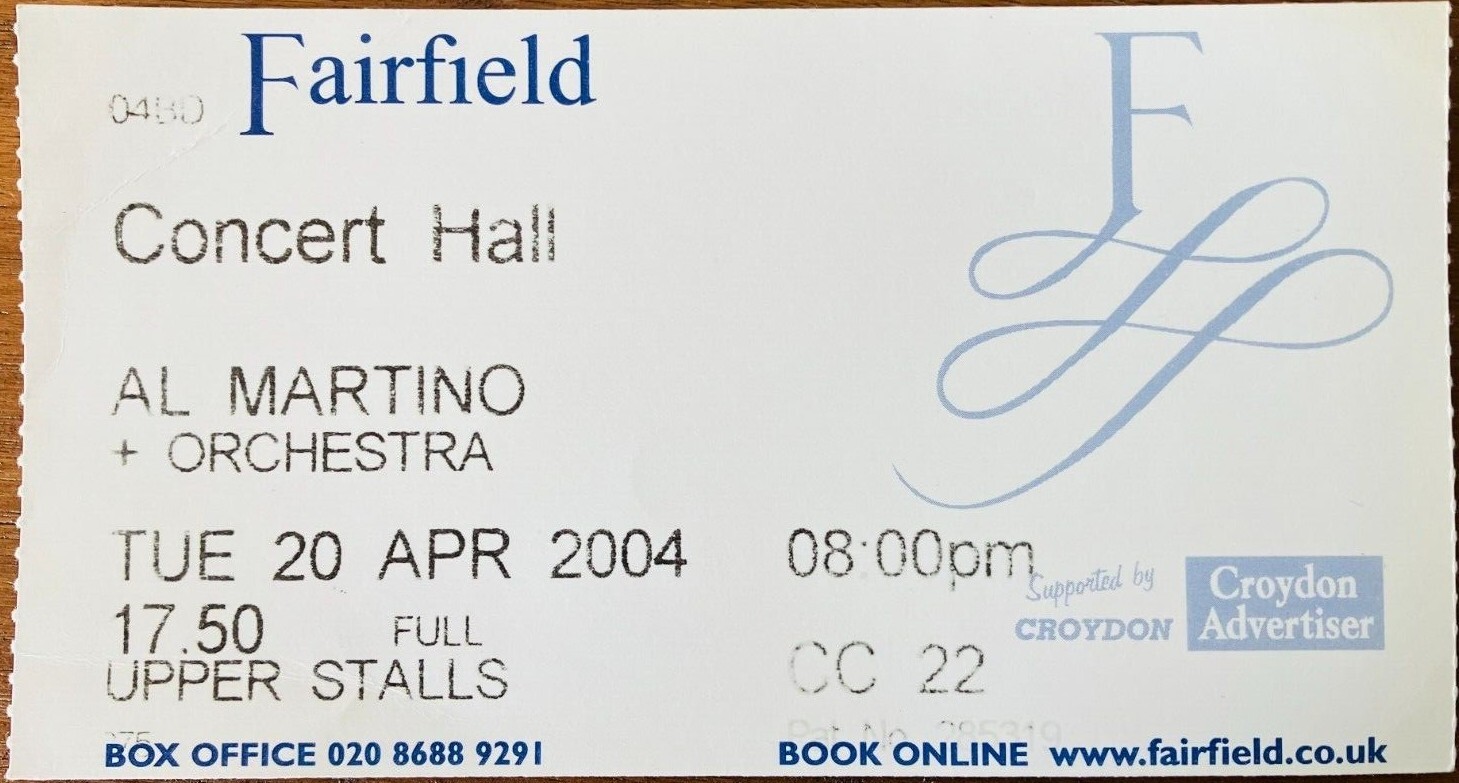 Fairfield
Concert Hall
AL MARTINO
+ ORCHESTRA
TUE 20 APR 2004 08:00pm
17.50 FULL
UPPER STALLS CC 22
Supported by
CROYDON
Croydon
Advertiser
BOX OFFICE 020 8688 9291
BOOK ONLINE www.fairfield.co.uk